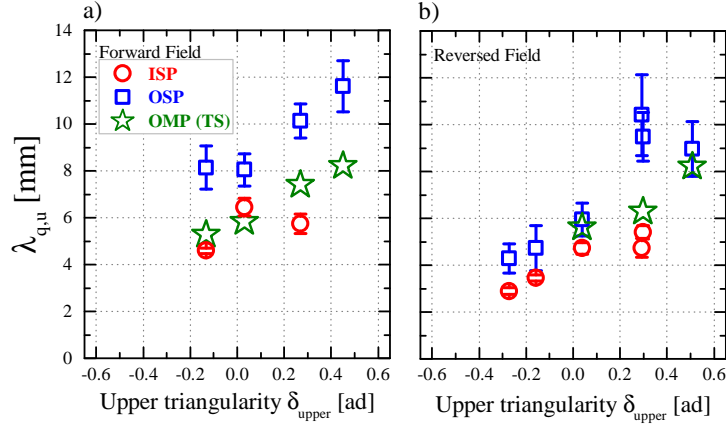 a)
b)
Forward Field
ISP
OSP
OMP (TS)
Reversed Field
λq,u [mm]
14
12
10
8
6
4
2
0
-0.6 -0.4 -0.2 0.0 0.2 0.4 0.6
-0.6 -0.4 -0.2 0.0 0.2 0.4 0.6
Upper triangularity δupper [ad]
Upper triangularity δupper [ad]